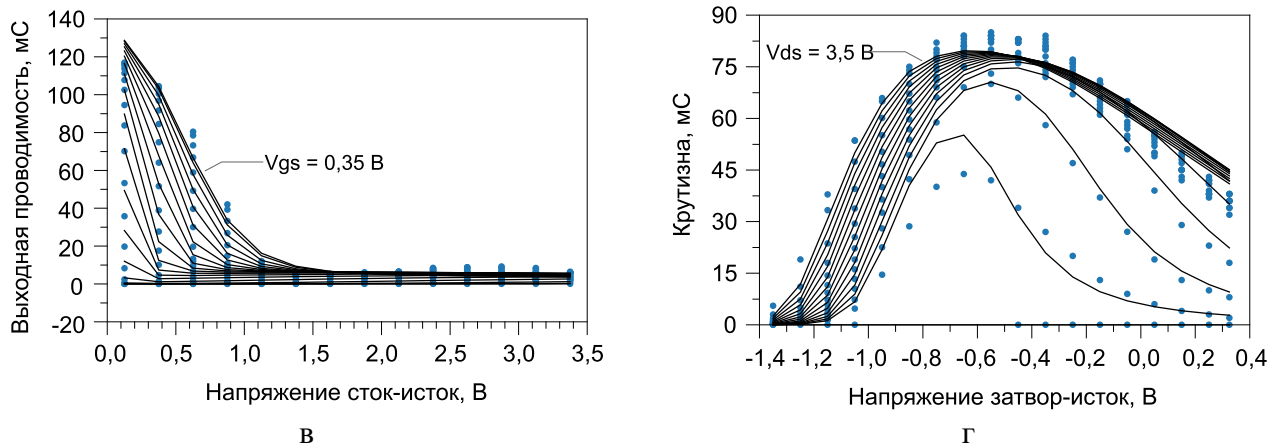 Выходная проводимость, мС
140
120
100
80
60
40
20
0
-20
Vgs = 0,35 В
0,0 0,5 1,0 1,5 2,0 2,5 3,0 3,5
Напряжение сток-исток, В
в
Крутизна, мС
90
75
60
45
30
15
0
Vds = 3,5 В
-1,4 -1,2 -1,0 -0,8 -0,6 -0,4 -0,2 0,0 0,2 0,4
Напряжение затвор-исток, В
г